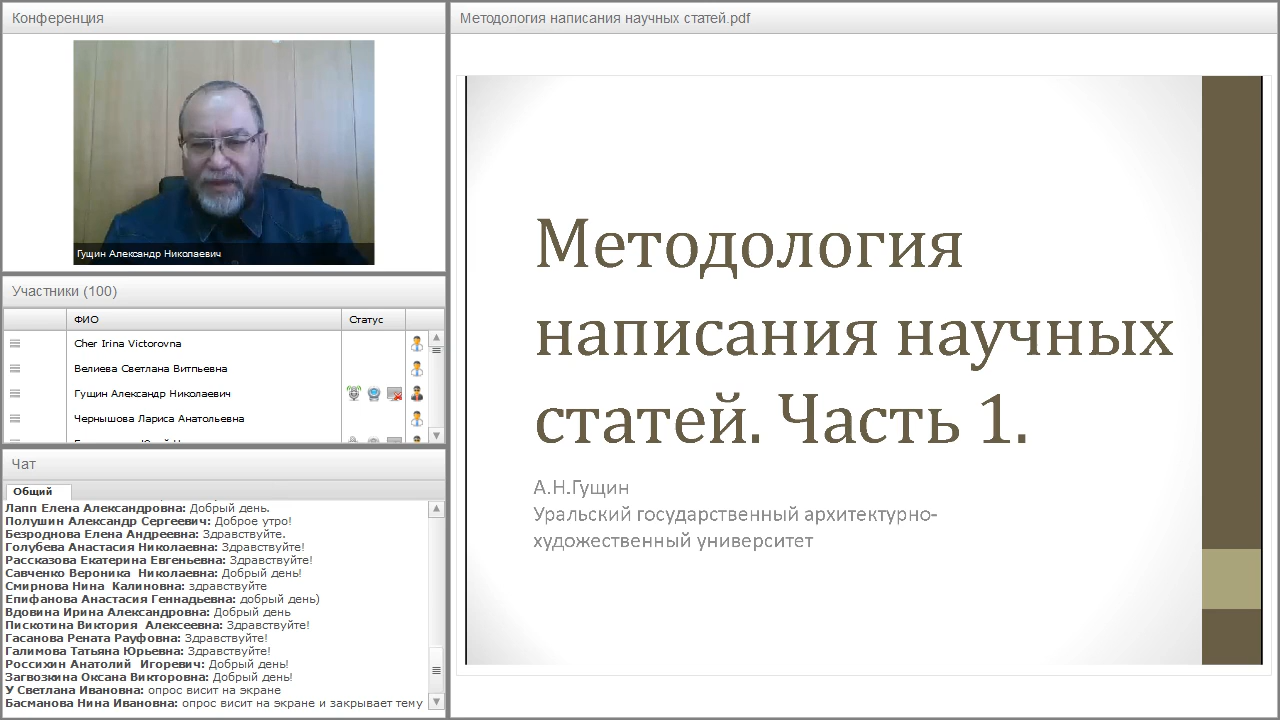 Конференция
Гущин Александр Николаевич
Участники (100)
ФИО
Статус
Cher Irina Victorovna
Велиева Светлана Витпьевна
Гущин Александр Николаевич
Чернышова Лариса Анатольевна
Чат
Общий
Лапп Елена Александровна: Добрый день.
Полушин Александр Сергеевич: Доброе утро!
Безроднова Елена Андреевна: Здравствуйте.
Голубева Анастасия Николаевна: Здравствуйте!
Рассказова Екатерина Евгеньевна: Здравствуйте!
Савченко Вероника Николаевна: Добрый день!
Смирнова Нина Калиновна: здравствуйте
Епифанова Анастасия Геннадьевна: добрый день)
Вдовина Ирина Александровна: Добрый день
Пискотина Виктория Алексеевна: Здравствуйте!
Гасанова Рената Рауфовна: Здравствуйте!
Галимова Татьяна Юрьевна: Здравствуйте!
Россихин Анатолий Игоревич: Добрый день!
Загвозкина Оксана Викторовна: Добрый день!
У Светлана Ивановна: опрос висит на экране
Басманова Нина Ивановна: опрос висит на экране и закрывает тему
Методология написания научных статей.pdf
Методология
написания научных
статей. Часть 1.
А.Н.Гущин
Уральский государственный архитектурно-
художественный университет